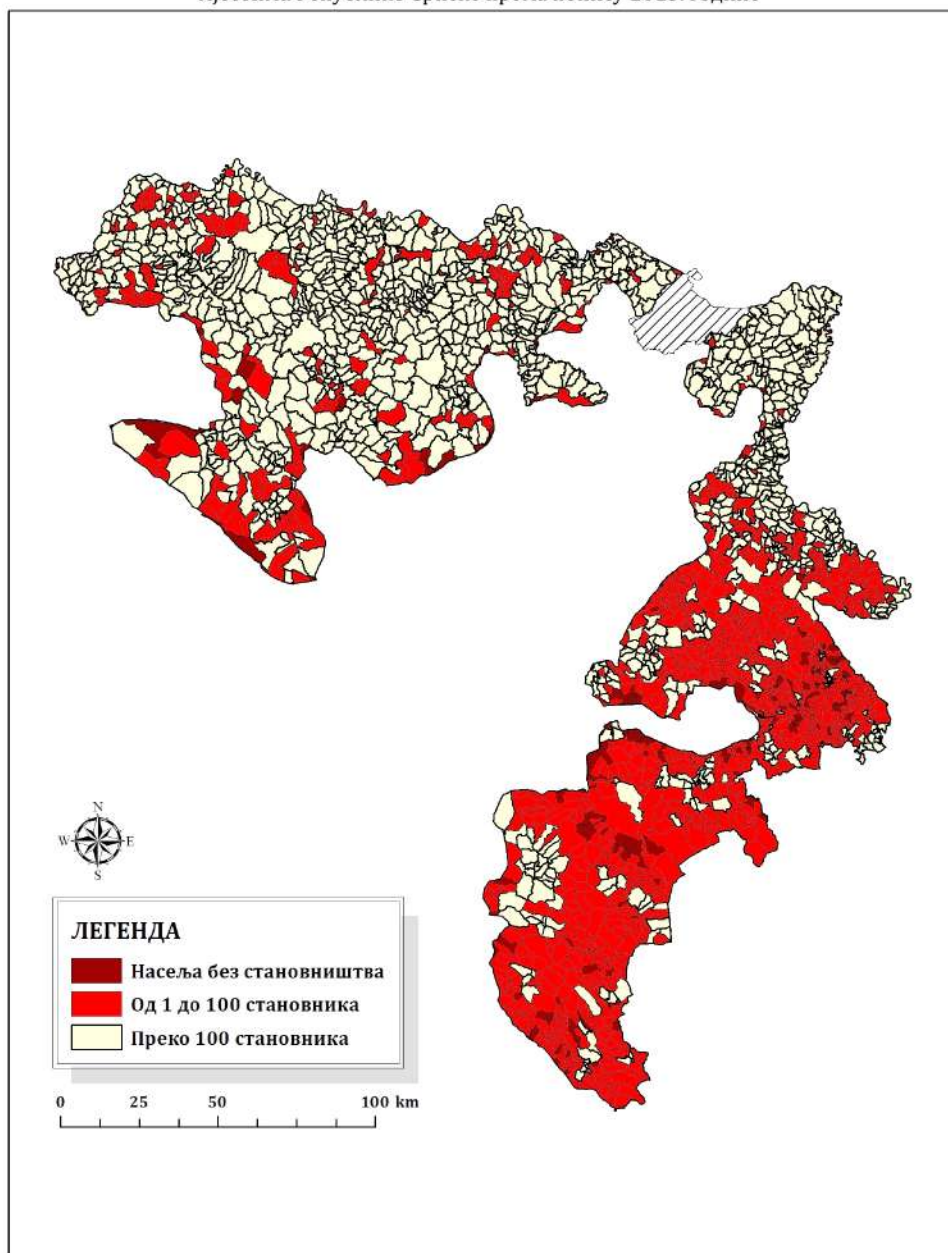 N
W E
S
ЛЕГЕНДА
Насеља без становништва
Од 1 до 100 становника
Преко 100 становника
0 25 50 100 km